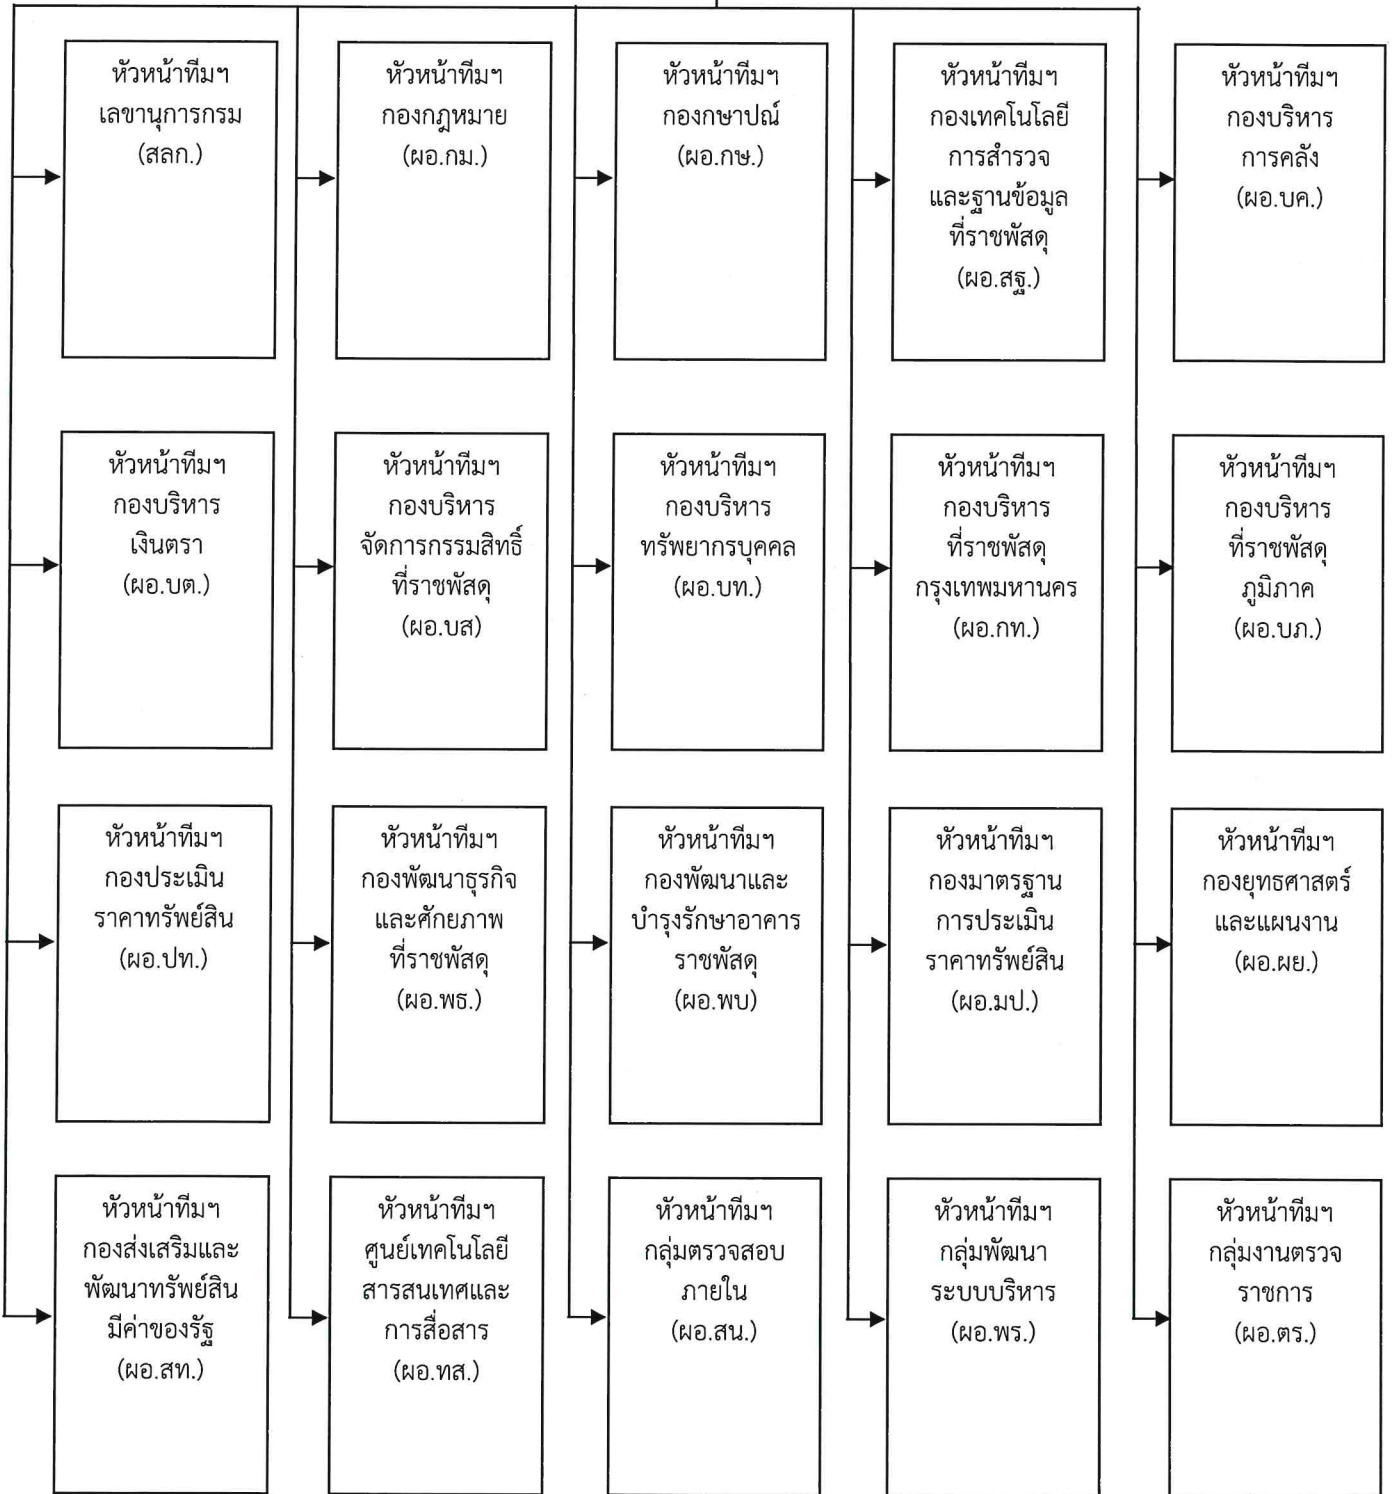 หัวหน้าทีมฯ
เลขานุการกรม
(สลก.)
หัวหน้าทีมฯ
กองกฎหมาย
(ผอ.กม.)
หัวหน้าทีมฯ
กองกษาปณ์
(ผอ.กษ.)
หัวหน้าทีมฯ
กองเทคโนโลยี
การสำรวจ
และฐานข้อมูล
ที่ราชพัสดุ
(ผอ.สฐ.)
หัวหน้าทีมฯ
กองบริหาร
การคลัง
(ผอ.บค.)
หัวหน้าทีมฯ
กองบริหาร
เงินตรา
(ผอ.บต.)
หัวหน้าทีมฯ
กองบริหาร
จัดการกรรมสิทธิ์
ที่ราชพัสดุ
(ผอ.บส)
หัวหน้าทีมฯ
กองบริหาร
ทรัพยากรบุคคล
(ผอ.บท.)
หัวหน้าทีมฯ
กองบริหาร
ที่ราชพัสดุ
กรุงเทพมหานคร
(ผอ.กท.)
หัวหน้าทีมฯ
กองบริหาร
ที่ราชพัสดุ
ภูมิภาค
(ผอ.บภ.)
หัวหน้าทีมฯ
กองประเมิน
ราคาทรัพย์สิน
(ผอ.ปท.)
หัวหน้าทีมฯ
กองพัฒนาธุรกิจ
และศักยภาพ
ที่ราชพัสดุ
(ผอ.พธ.)
หัวหน้าทีมฯ
กองพัฒนาและ
บำรุงรักษาอาคาร
ราชพัสดุ
(ผอ.พบ)
หัวหน้าทีมฯ
กองมาตรฐาน
การประเมิน
ราคาทรัพย์สิน
(ผอ.มป.)
หัวหน้าทีมฯ
กองยุทธศาสตร์
และแผนงาน
(ผอ.ผย.)
หัวหน้าทีมฯ
กองส่งเสริมและ
พัฒนาทรัพย์สิน
มีค่าของรัฐ
(ผอ.สท.)
หัวหน้าทีมฯ
ศูนย์เทคโนโลยี
สารสนเทศและ
การสื่อสาร
(ผอ.ทส.)
หัวหน้าทีมฯ
กลุ่มตรวจสอบ
ภายใน
(ผอ.สน.)
หัวหน้าทีมฯ
กลุ่มพัฒนา
ระบบบริหาร
(ผอ.พร.)
หัวหน้าทีมฯ
กลุ่มงานตรวจ
ราชการ
(ผอ.ตร.)